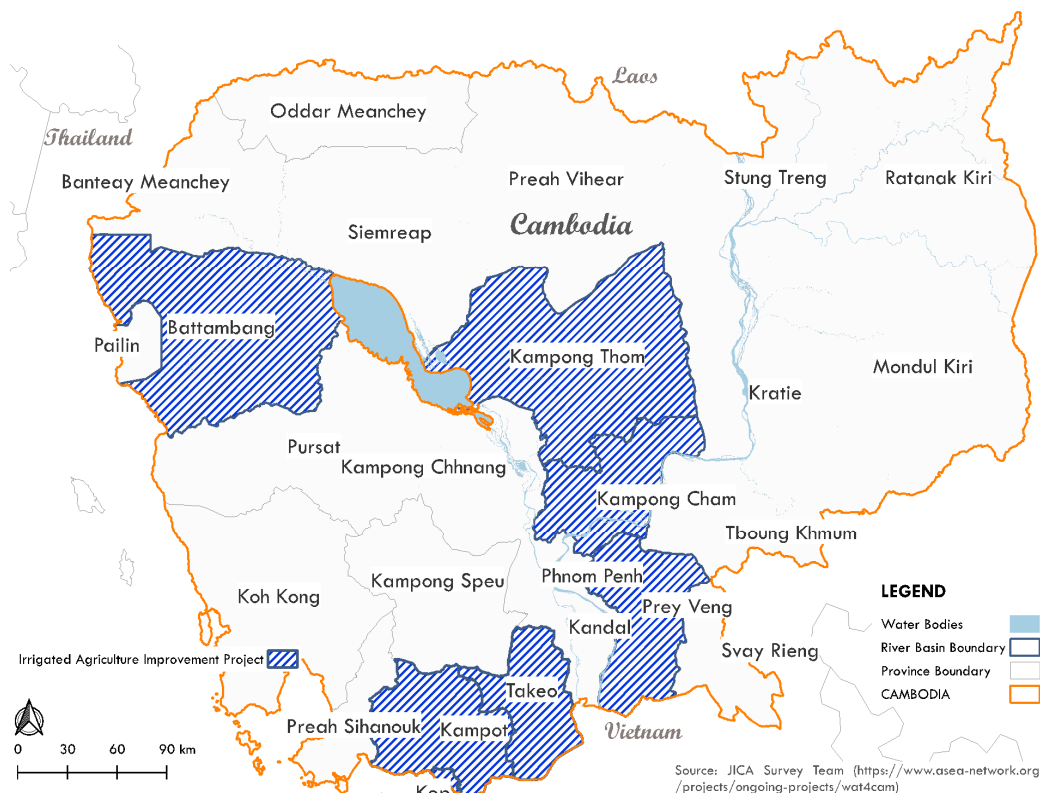 Laos
Oddar Meanchey
Thailand
Banteay Meanchey
Preah Vihear
Stung Treng
Ratanak Kiri
Siemreap
Cambodia
Battambang
Pailin
Kampong Thom
Mondul Kiri
Kratie
Pursat
Kampong Chhnang
Kampong Cham
Tboung Khmum
Phnom Penh
Kampong Speu
Koh Kong
Prey Veng
Kandal
Svay Rieng
LEGEND
Water Bodies
River Basin Boundary
Province Boundary
CAMBODIA
Irrigated Agriculture Improvement Project
Takeo
Preah Sihanouk
Kampot
Vietnam
0 30 60 90 km
Source: JICA Survey Team (https://www.asea-network.org
/projects/ongoing-projects/wat4cam)